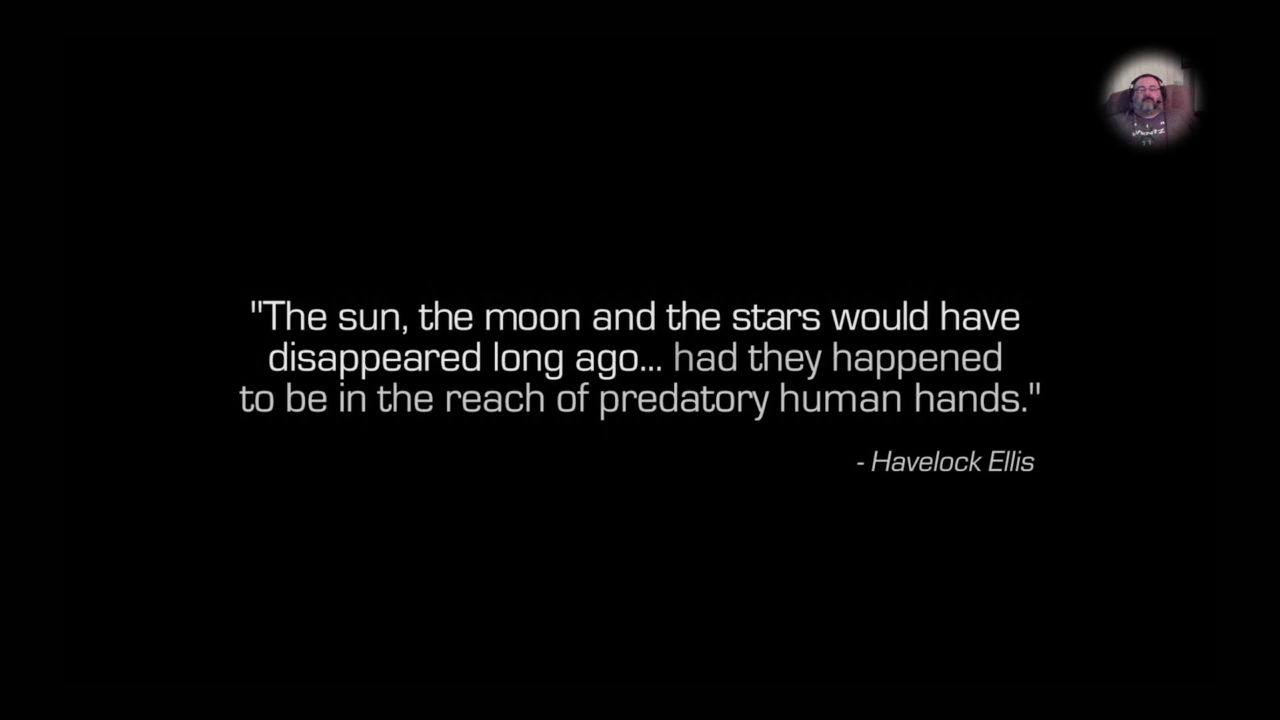 "The sun, the moon and the stars would have
disappeared long ago... had they happened
to be in the reach of predatory human hands."
- Havelock Ellis